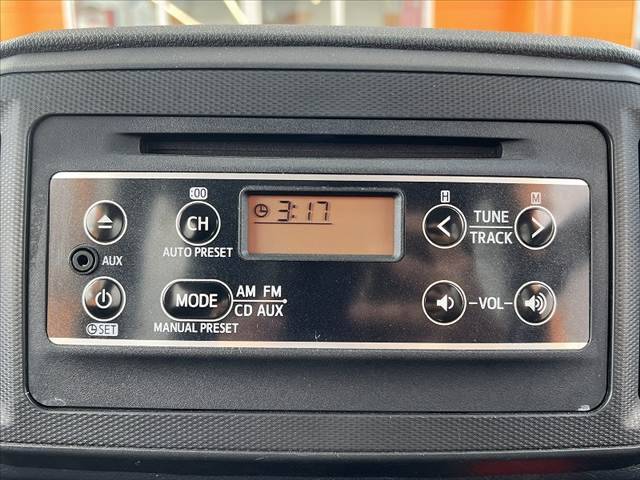 :00
H
M
CH
3:17
TUNE
AUTO PRESET
TRACK
AUX
MODE
AM FM
CD AUX
-VOL-
SET
MANUAL PRESET